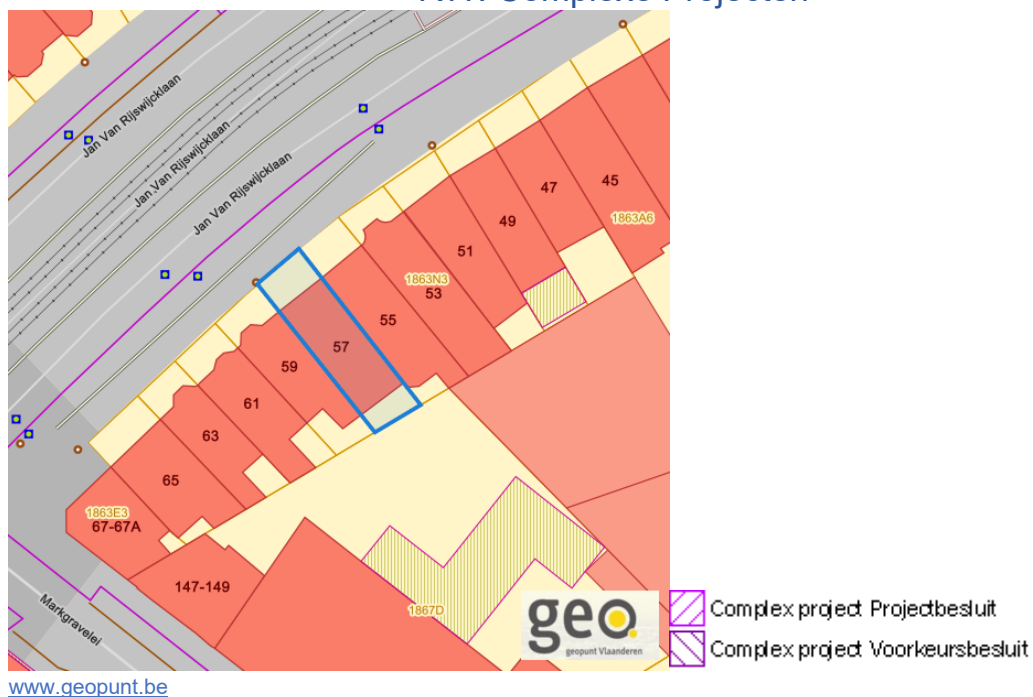 Jan Van Rijswijcklaan
Jan Van Rijswijcklaan
Jan Van Rijswijcklaan
45
47
1863A6
49
51
1863N3
53
55
57
59
61
63
65
1863E3
67-67A
147-149
1867D
Markgravelei
geo.
geopunt Vlaanderen
Complex project Projectbesluit
Complex project Voorkeursbesluit
www.geopunt.be